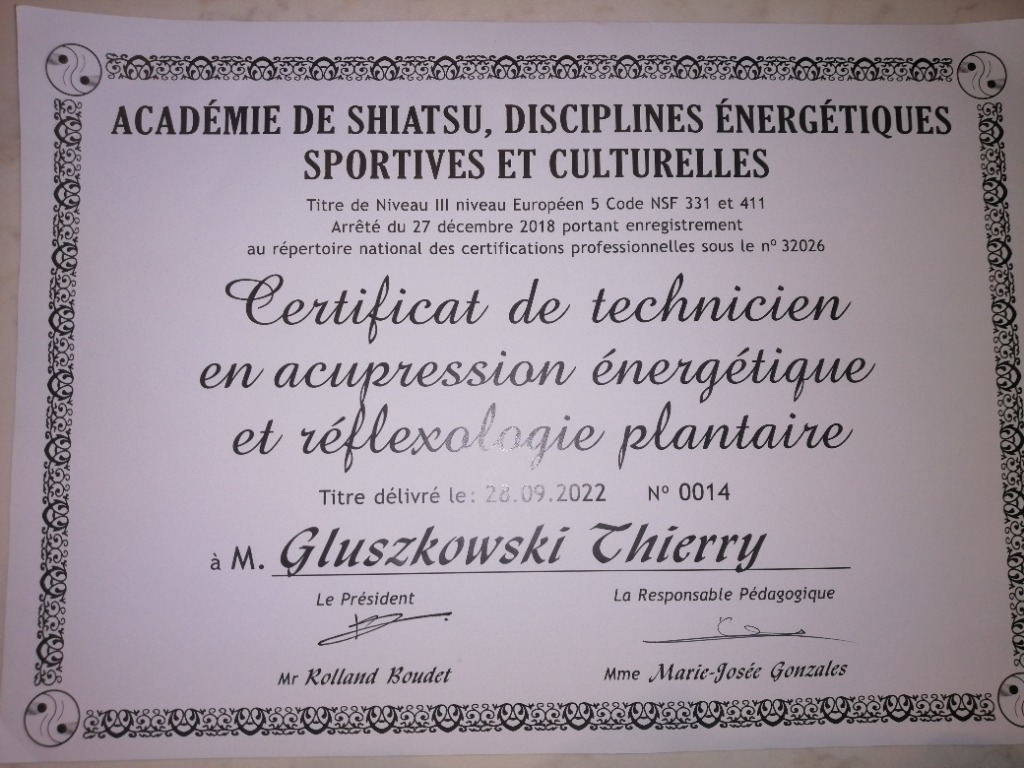 ACADÉMIE DE SHIATSU, DISCIPLINES ÉNERGÉTIQUES
SPORTIVES ET CULTURELLES
Titre de Niveau III niveau Européen 5 Code NSF 331 et 411
Arrêté du 27 décembre 2018 portant enregistrement
au répertoire national des certifications professionnelles sous le nº 32026
Certificat de technicien
en acupression énergétique
et réflexologie plantaire
Titre délivré le: 28.09.2022 Nº 0014
à M. Gluszkowski Thierry
Le Président La Responsable Pédagogique
Mr Rolland Boudet Mme Marie-Josée Gonzales